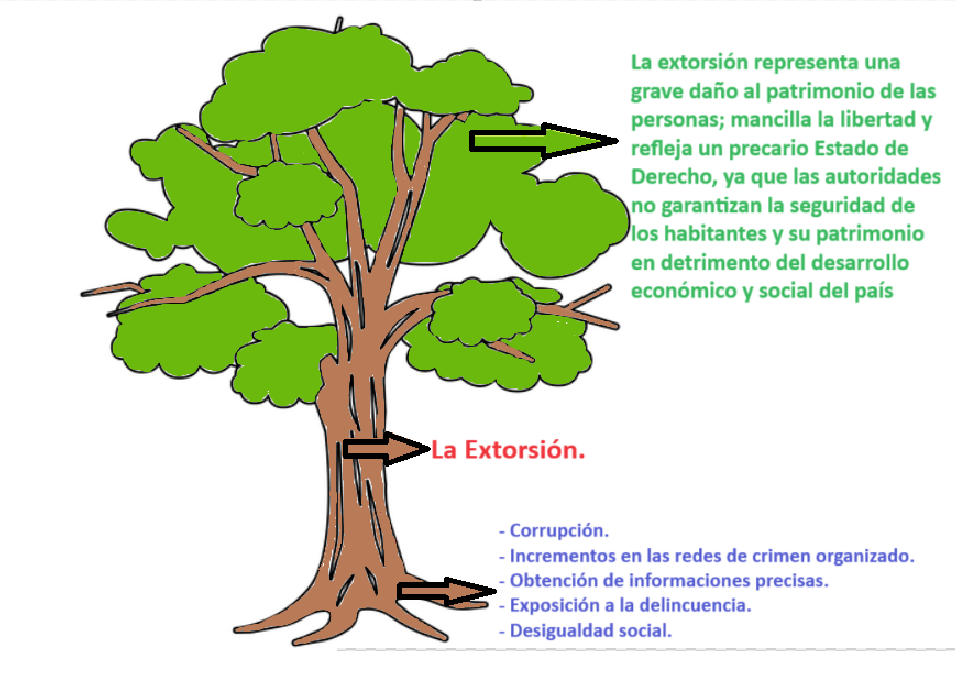 La extorsión representa una
grave daño al patrimonio de las
personas; mancilla la libertad y
refleja un precario Estado de
Derecho, ya que las autoridades
no garantizan la seguridad de
los habitantes y su patrimonio
en detrimento del desarrollo
económico y social del país
La Extorsión.
- Corrupción.
- Incrementos en las redes de crimen organizado.
- Obtención de informaciones precisas.
- Exposición a la delincuencia.
- Desigualdad social.